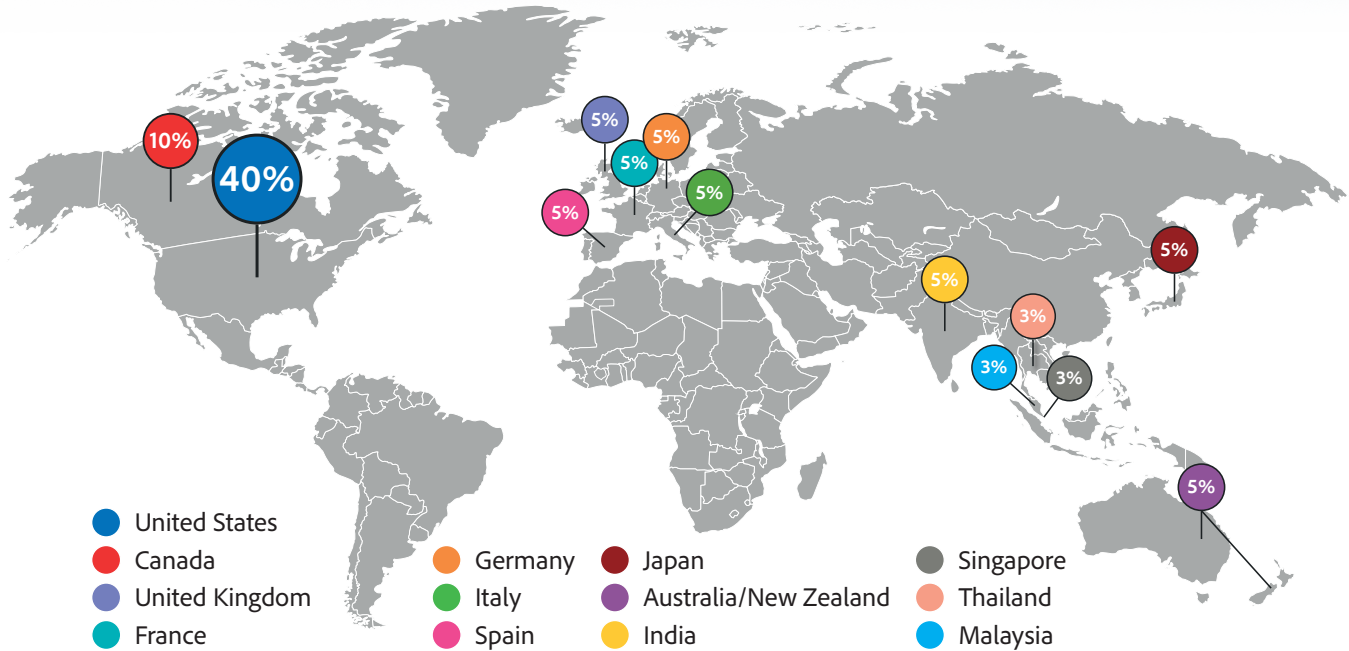 10%
40%
5%
5%
5%
5%
5%
5%
5%
3%
3%
3%
5%
United States
Canada
United Kingdom
France
Germany
Italy
Spain
Japan
Australia/New Zealand
India
Singapore
Thailand
Malaysia